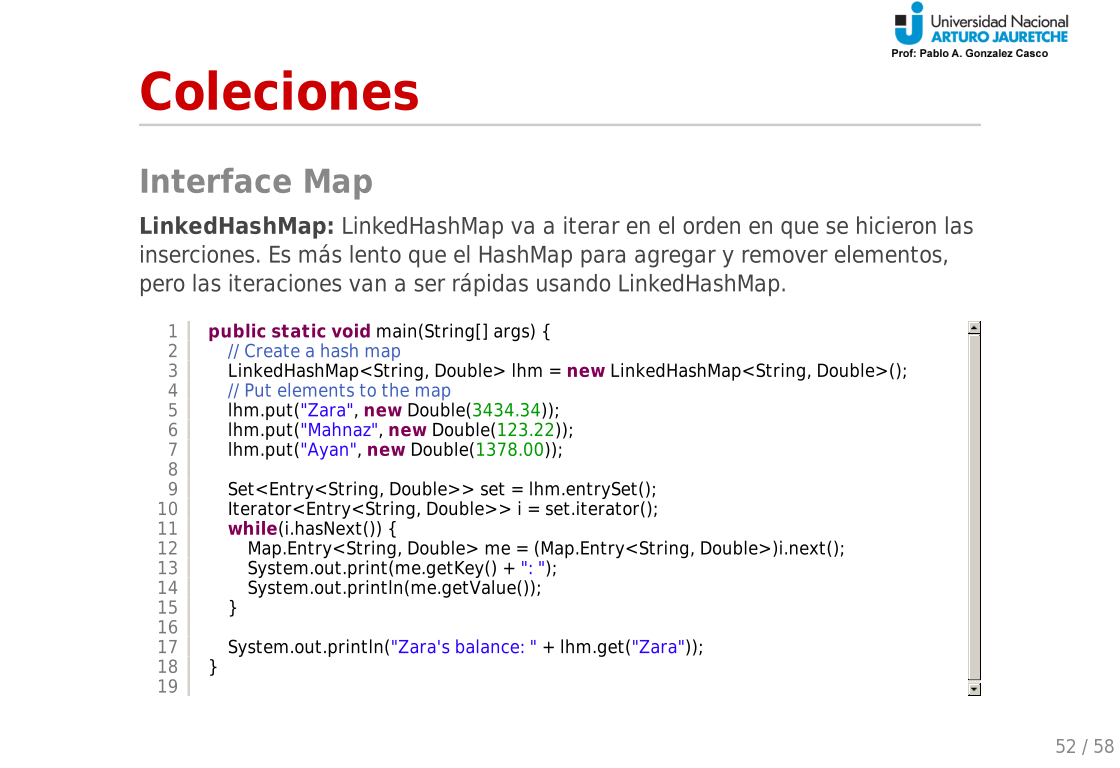 Universidad Nacional
ARTURO JAURETCHE
Prof: Pablo A. Gonzalez Casco
Coleciones
Interface Map
LinkedHashMap: LinkedHashMap va a iterar en el orden en que se hicieron las
inserciones. Es más lento que el HashMap para agregar y remover elementos,
pero las iteraciones van a ser rápidas usando LinkedHashMap.
1 public static void main(String[] args) {
2 // Create a hash map
3 LinkedHashMap<String, Double> lhm = new LinkedHashMap<String, Double>();
4 // Put elements to the map
5 lhm.put("Zara", new Double(3434.34));
6 lhm.put("Mahnaz", new Double(123.22));
7 lhm.put("Ayan", new Double(1378.00));
8
9 Set<Entry<String, Double>> set = lhm.entrySet();
10 Iterator<Entry<String, Double>> i = set.iterator();
11 while(i.hasNext()) {
12 Map.Entry<String, Double> me = (Map.Entry<String, Double>)i.next();
13 System.out.print(me.getKey() + ": ");
14 System.out.println(me.getValue());
15 }
16
17 System.out.println("Zara's balance: " + lhm.get("Zara"));
18 }
19
52 / 58